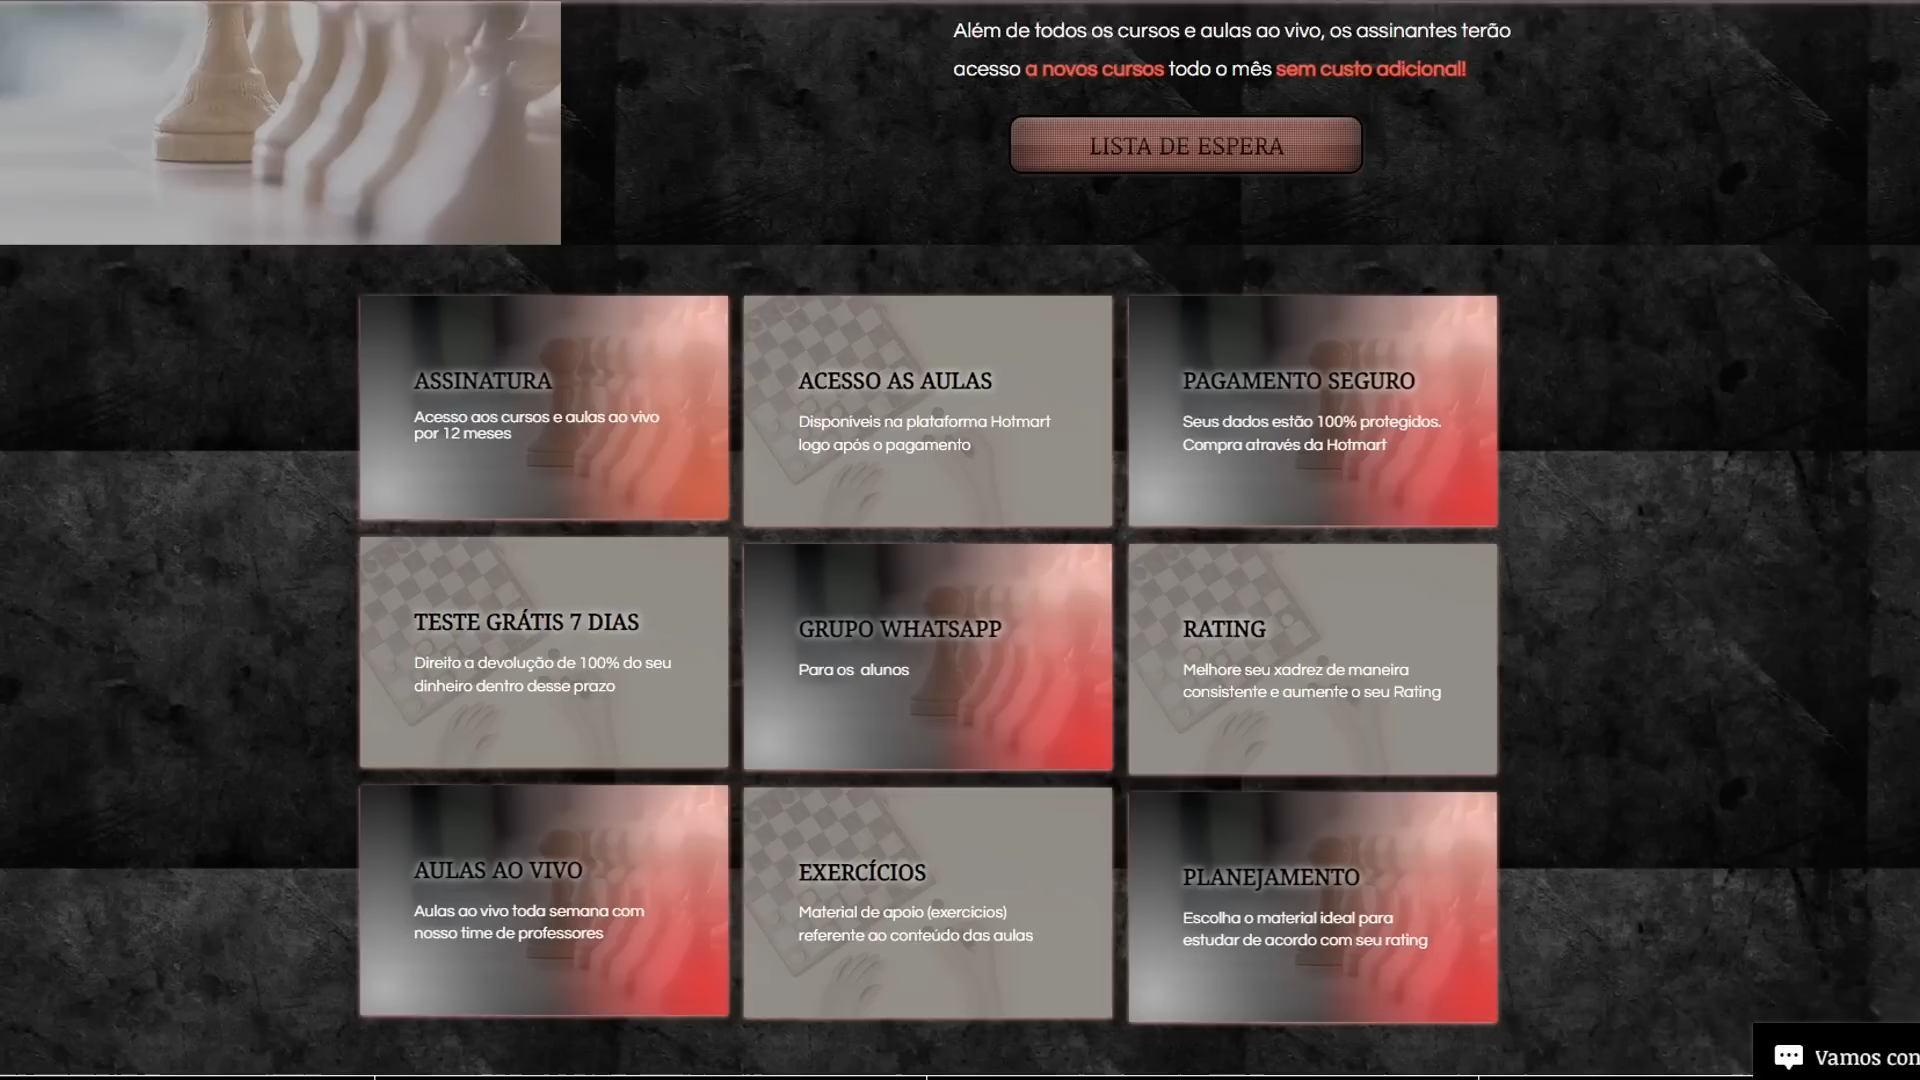 Além de todos os cursos e aulas ao vivo, os assinantes terão
acesso a novos cursos todo o mês sem custo adicional!
LISTA DE ESPERA
ASSINATURA
Acesso aos cursos e aulas ao vivo
por 12 meses
ACESSO AS AULAS
Disponíveis na plataforma Hotmart
logo após o pagamento
PAGAMENTO SEGURO
Seus dados estão 100% protegidos.
Compra através da Hotmart
TESTE GRÁTIS 7 DIAS
Direito a devolução de 100% do seu
dinheiro dentro desse prazo
GRUPO WHATSAPP
Para os alunos
RATING
Melhore seu xadrez de maneira
consistente e aumente o seu Rating
AULAS AO VIVO
Aulas ao vivo toda semana com
nosso time de professores
EXERCÍCIOS
Material de apoio (exercícios)
referente ao conteúdo das aulas
PLANEJAMENTO
Escolha o material ideal para
estudar de acordo com seu rating
Vamos